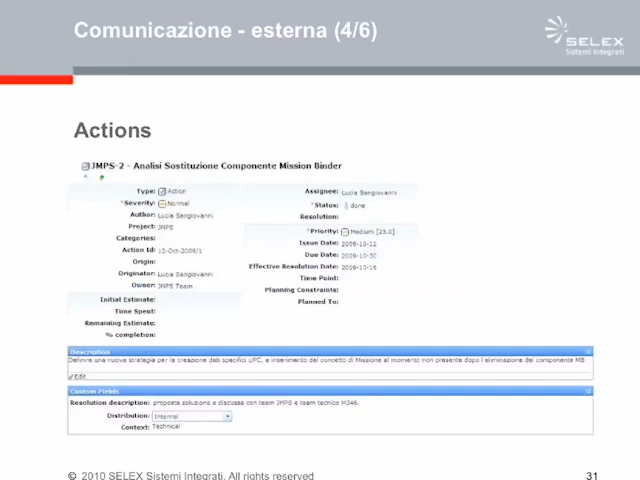 Comunicazione - esterna (4/6)
SELEX
Sistemi Integrati
Actions
JMPS-2 - Analisi Sostituzione Componente Mission Binder
Type: Action
*Severity: Normal
Author: Lucia Sangiovanni
Project: JMPS
Categories:
Action Id: 12-Oct-2009/1
Origin:
Originator: Lucia Sangiovanni
Owner: JMPS Team
Initial Estimate:
Time Spent:
Remaining Estimate:
% completion:
Assignee: Lucia Sangiovanni
*Status: done
Resolution:
*Priority: Medium [23.0]
Issue Date: 2009-10-12
Due Date: 2009-10-30
Effective Resolution Date: 2009-10-16
Time Point:
Planning Constraints:
Planned To:
Description
Definire una nuova strategia per la creazione dati specifici UPC, e inserimento del concetto di Missione al momento non presente dopo l'eliminazione del componente MB
Edit
Custom Fields
Resolution description: proposta soluzione e discussa con team JMPS e team tecnico M346.
Distribution: Internal
Context: Technical
© 2010 SELEX Sistemi Integrati. All rights reserved
31